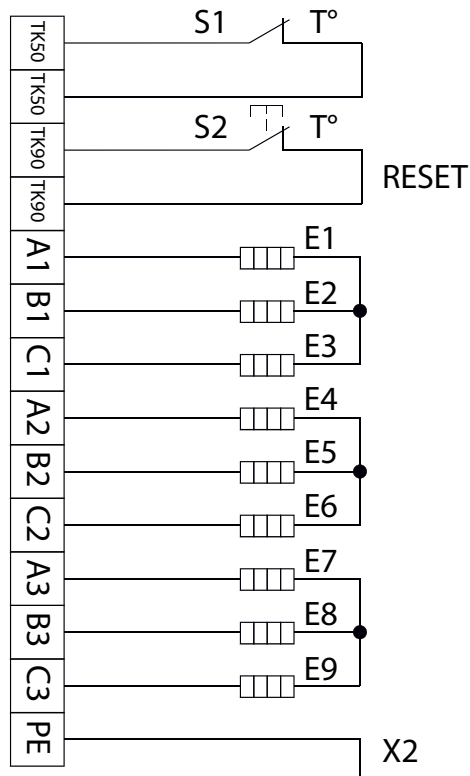 TK50 S1 T°
TK50
TK90 S2 T°
TK90 RESET
A1 E1
B1 E2
C1 E3
A2 E4
B2 E5
C2 E6
A3 E7
B3 E8
C3 E9
PE X2